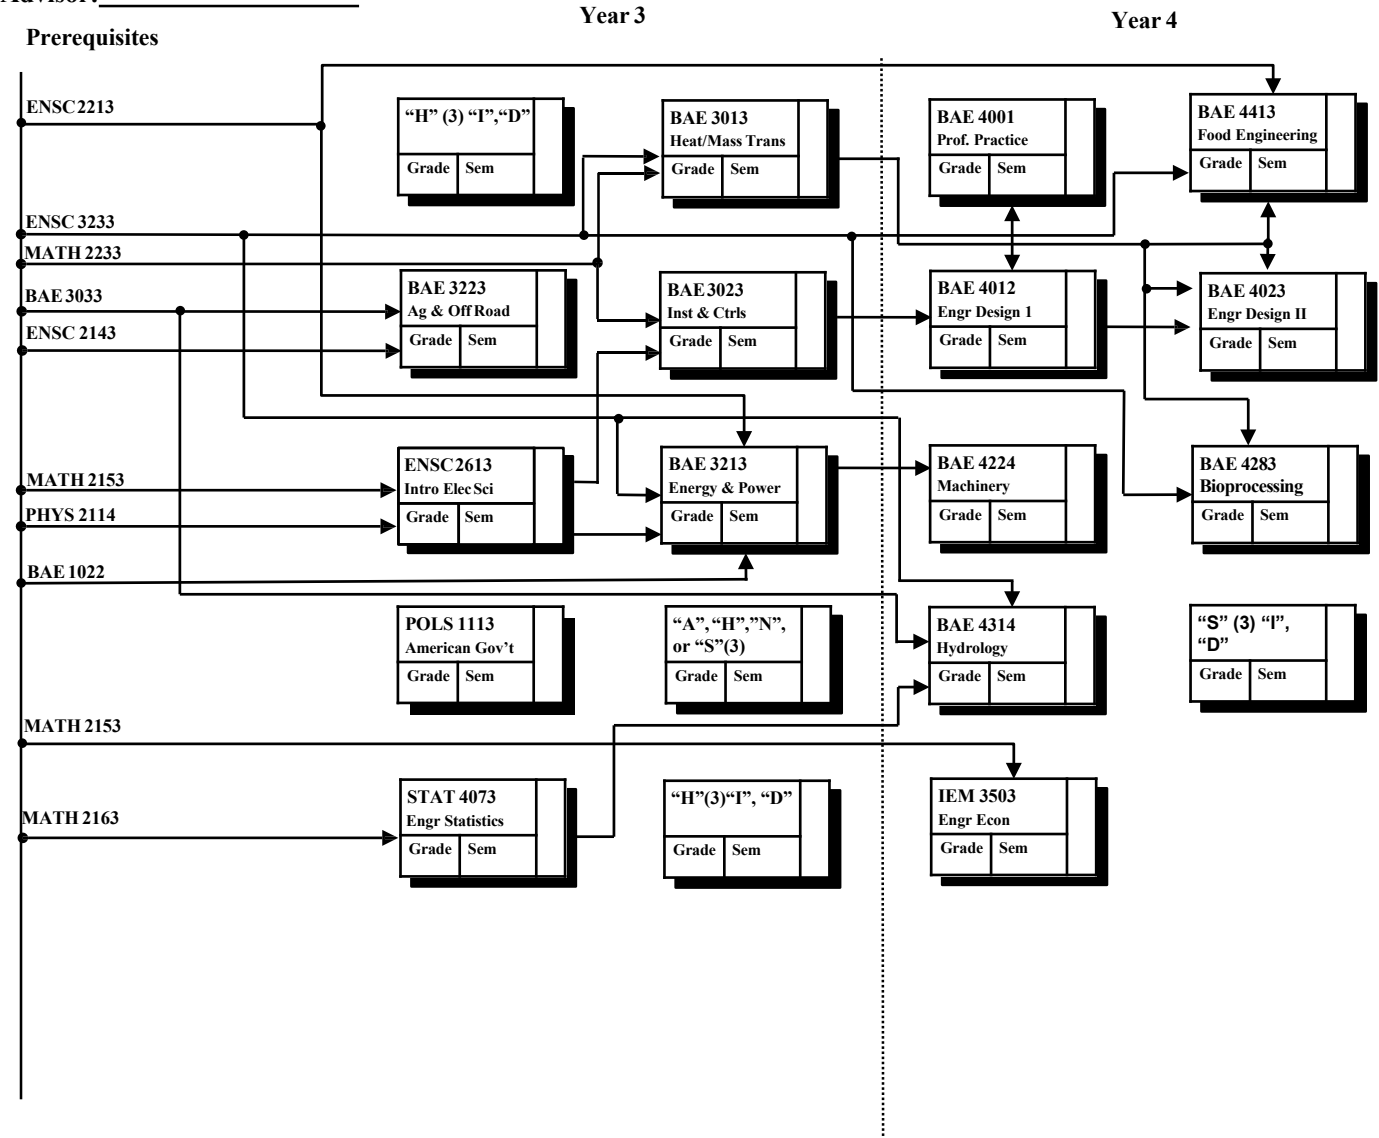 Advisor:
Year 3
Year 4
Prerequisites
ENSC2213
“H” (3) “I”,“D”
Grade Sem
BAE 3013
Heat/Mass Trans
Grade Sem
BAE 4001
Prof. Practice
Grade Sem
BAE 4413
Food Engineering
Grade Sem
ENSC 3233
MATH 2233
BAE 3033
ENSC 2143
BAE 3223
Ag & Off Road
Grade Sem
BAE 3023
Inst & Ctrls
Grade Sem
BAE 4012
Engr Design 1
Grade Sem
BAE 4023
Engr Design II
Grade Sem
MATH 2153
PHYS 2114
BAE 1022
ENSC2613
Intro Elec Sci
Grade Sem
BAE 3213
Energy & Power
Grade Sem
BAE 4224
Machinery
Grade Sem
BAE 4283
Bioprocessing
Grade Sem
POLS 1113
American Gov’t
Grade Sem
“A”, “H”,”N”,
or “S”(3)
Grade Sem
BAE 4314
Hydrology
Grade Sem
“S” (3) “I”,
“D”
Grade Sem
MATH 2153
MATH 2163
STAT 4073
Engr Statistics
Grade Sem
“H”(3)“I”, “D”
Grade Sem
IEM 3503
Engr Econ
Grade Sem